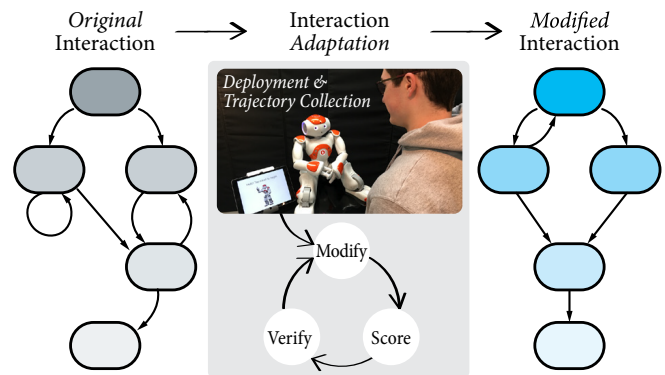 Original
Interaction
Interaction
Adaptation
Modified
Interaction
Deployment &
Trajectory Collection
Modify
Verify
Score